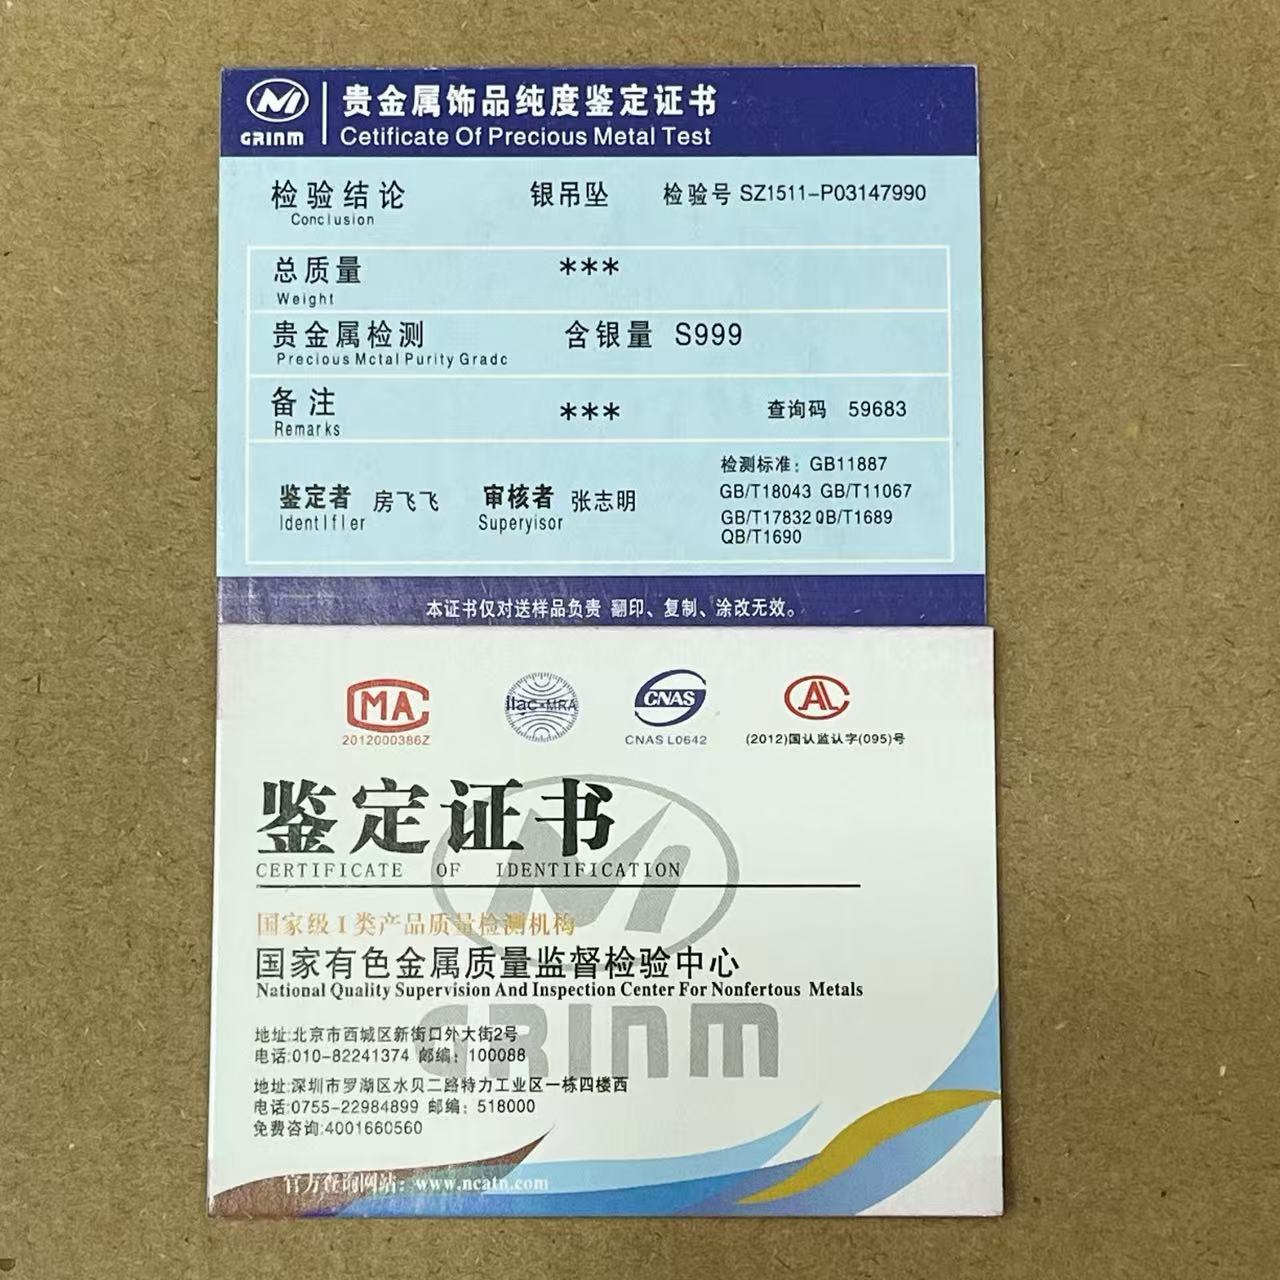 GRINM
贵金属饰品纯度鉴定证书
Cetificate Of Precious Metal Test
检验结论 银吊坠 检验号 SZ1511-P03147990
Conclusion
总质量 ***
Weight
贵金属检测 含银量 S999
Precious Mctal Purity Gradc
备注 *** 查询码 59683
Remarks
检测标准: GB11887
GB/T18043 GB/T11067
GB/T17832 QB/T1689
QB/T1690
鉴定者 房飞飞 审核者 张志明
Identifier Superyisor
本证书仅对送样品负责 翻印、复制、涂改无效。
CMA ilac-MRA CNAS CAL
2012000386Z CNAS L0642 (2012)国认监认字(095)号
鉴定证书
CERTIFICATE OF IDENTIFICATION
国家级I类产品质量检测机构
国家有色金属质量监督检验中心
National Quality Supervision And Inspection Center For Nonfertous Metals
GRINM
地址:北京市西城区新街口外大街2号
电话:010-82241374 邮编: 100088
地址:深圳市罗湖区水贝二路特力工业区一栋四楼西
电话:0755-22984899 邮编: 518000
免费咨询:4001660560
官方查询网站: www.ncatn.com